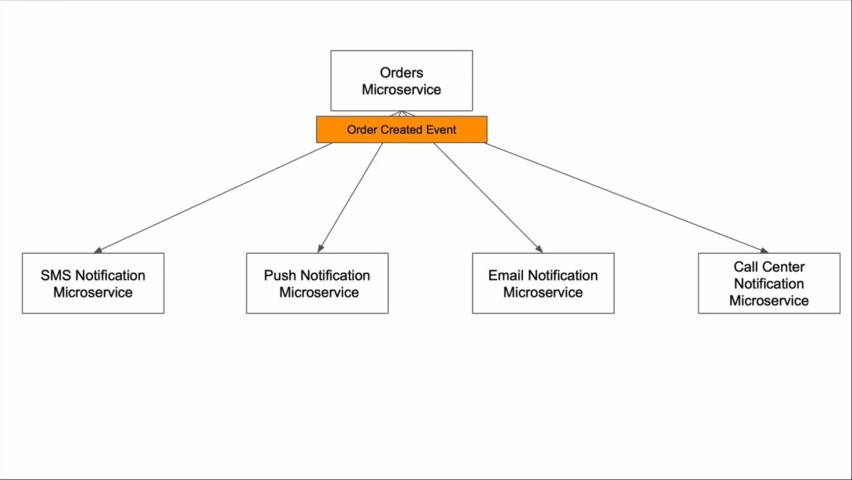 Orders
Microservice
Order Created Event
SMS Notification
Microservice
Push Notification
Microservice
Email Notification
Microservice
Call Center
Notification
Microservice